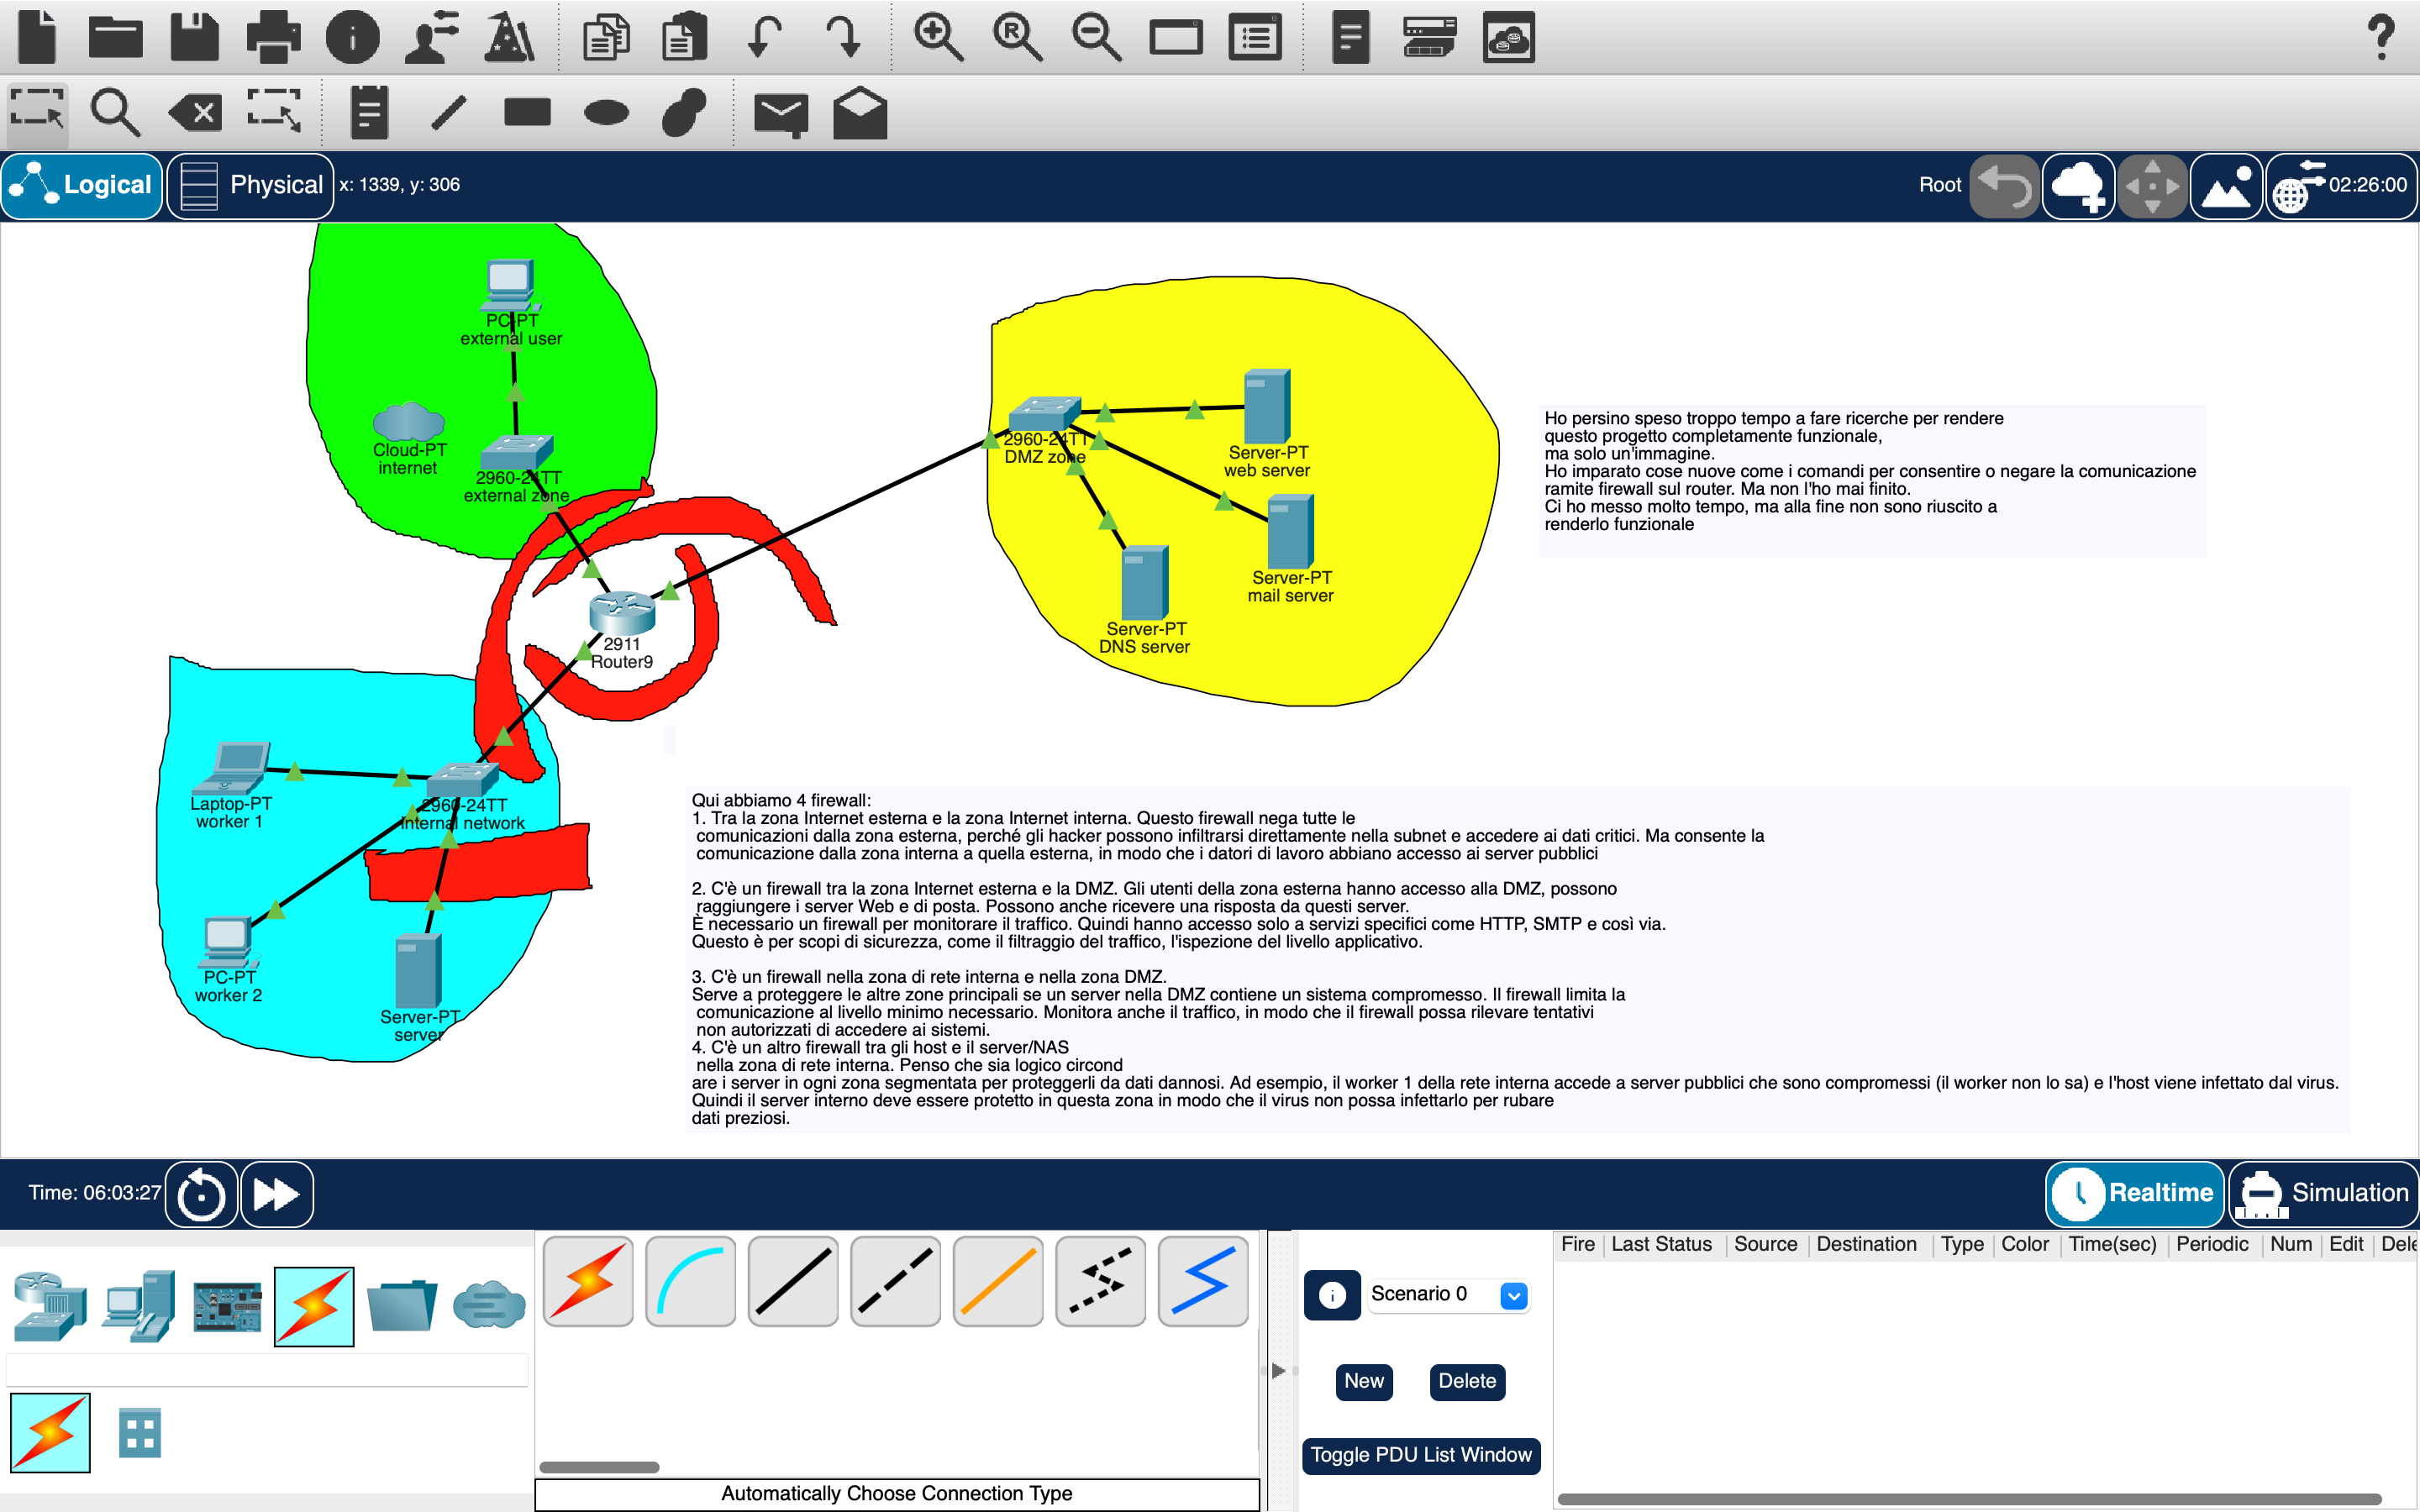 Logical
Physical
x: 1339, y: 306
Root
02:26:00
PC-PT
external user
Cloud-PT
internet
2960-24TT
external zone
2960-24TT
DMZ zone
Server-PT
web server
Server-PT
mail server
Server-PT
DNS server
Ho persino speso troppo tempo a fare ricerche per rendere
questo progetto completamente funzionale,
ma solo un'immagine.
Ho imparato cose nuove come i comandi per consentire o negare la comunicazione
ramite firewall sul router. Ma non l'ho mai finito.
Ci ho messo molto tempo, ma alla fine non sono riuscito a
renderlo funzionale
2911
Router9
Laptop-PT
worker 1
2960-24TT
internal network
PC-PT
worker 2
Server-PT
server
Qui abbiamo 4 firewall:
1. Tra la zona Internet esterna e la zona Internet interna. Questo firewall nega tutte le
comunicazioni dalla zona esterna, perché gli hacker possono infiltrarsi direttamente nella subnet e accedere ai dati critici. Ma consente la
comunicazione dalla zona interna a quella esterna, in modo che i datori di lavoro abbiano accesso ai server pubblici
2. C'è un firewall tra la zona Internet esterna e la DMZ. Gli utenti della zona esterna hanno accesso alla DMZ, possono
raggiungere i server Web e di posta. Possono anche ricevere una risposta da questi server.
È necessario un firewall per monitorare il traffico. Quindi hanno accesso solo a servizi specifici come HTTP, SMTP e così via.
Questo è per scopi di sicurezza, come il filtraggio del traffico, l'ispezione del livello applicativo.
3. C'è un firewall nella zona di rete interna e nella zona DMZ.
Serve a proteggere le altre zone principali se un server nella DMZ contiene un sistema compromesso. Il firewall limita la
comunicazione al livello minimo necessario. Monitora anche il traffico, in modo che il firewall possa rilevare tentativi
non autorizzati di accedere ai sistemi.
4. C'è un altro firewall tra gli host e il server/NAS
nella zona di rete interna. Penso che sia logico circond
are i server in ogni zona segmentata per proteggerli da dati dannosi. Ad esempio, il worker 1 della rete interna accede a server pubblici che sono compromessi (il worker non lo sa) e l'host viene infettato dal virus.
Quindi il server interno deve essere protetto in questa zona in modo che il virus non possa infettarlo per rubare
dati preziosi.
Time: 06:03:27
Realtime
Simulation
Scenario 0
New
Delete
Toggle PDU List Window
Fire Last Status Source Destination Type Color Time(sec) Periodic Num Edit Dele
Automatically Choose Connection Type